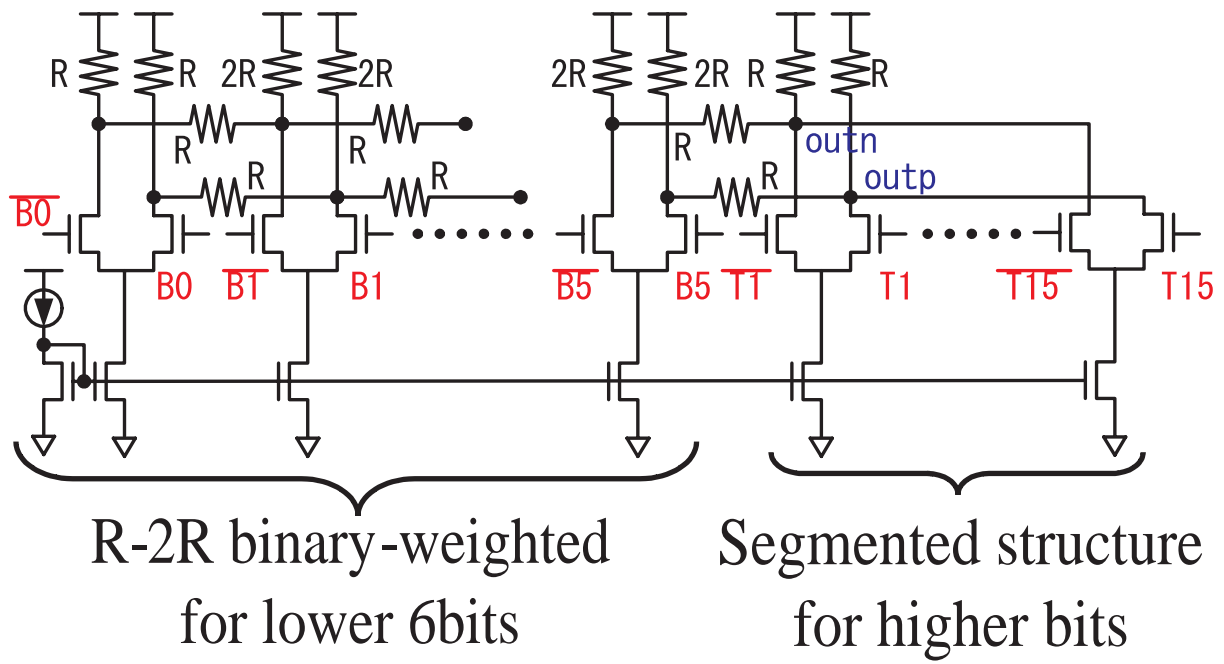 R R 2R 2R 2R 2R R R
R R R
outn
R R R
outp
B0
B0 B1 B1 B5 B5 T1 T1 T15 T15
R-2R binary-weighted
for lower 6bits
Segmented structure
for higher bits